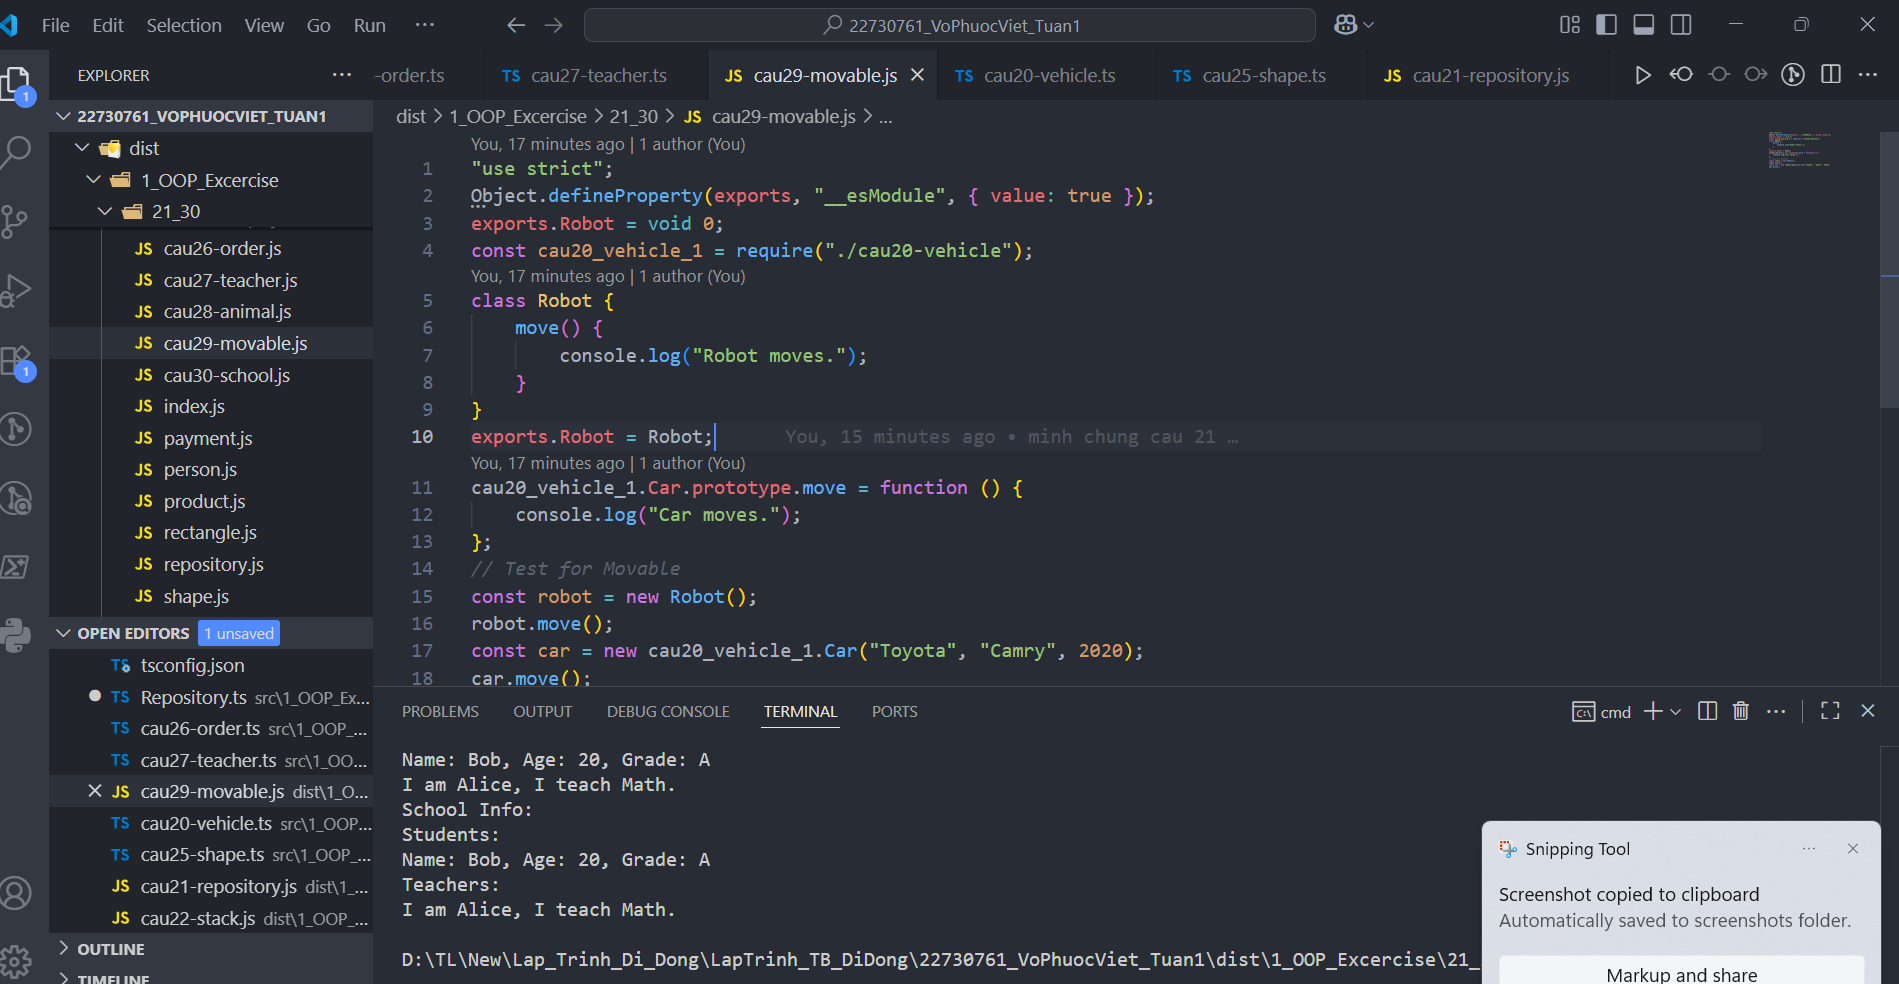 File Edit Selection View Go Run ···
22730761_VoPhuocViet_Tuan1
EXPLORER
-order.ts
TS cau27-teacher.ts
JS cau29-movable.js
TS cau20-vehicle.ts
TS cau25-shape.ts
JS cau21-repository.js
1
22730761_VOPHUOCVIET_TUAN1
dist
1_OOP_Excercise
21_30
JS cau26-order.js
JS cau27-teacher.js
JS cau28-animal.js
JS cau29-movable.js
JS cau30-school.js
JS index.js
JS payment.js
JS person.js
JS product.js
JS rectangle.js
JS repository.js
JS shape.js
1
OPEN EDITORS 1 unsaved
TS tsconfig.json
TS Repository.ts src\1_OOP_Ex...
TS cau26-order.ts src\1_OOP_...
TS cau27-teacher.ts src\1_OO...
JS cau29-movable.js dist\1_O...
TS cau20-vehicle.ts src\1_OOP...
TS cau25-shape.ts src\1_OOP_...
JS cau21-repository.js dist\1_...
JS cau22-stack.js dist\1_OOP_...
OUTLINE
TIMELINE
dist > 1_OOP_Excercise > 21_30 > JS cau29-movable.js > ...
You, 17 minutes ago | 1 author (You)
1 "use strict";
2 Object.defineProperty(exports, "__esModule", { value: true });
3 exports.Robot = void 0;
4 const cau20_vehicle_1 = require("./cau20-vehicle");
You, 17 minutes ago | 1 author (You)
5 class Robot {
6 move() {
7 console.log("Robot moves.");
8 }
9 }
10 exports.Robot = Robot; You, 15 minutes ago • minh chung cau 21 …
You, 17 minutes ago | 1 author (You)
11 cau20_vehicle_1.Car.prototype.move = function () {
12 console.log("Car moves.");
13 };
14 // Test for Movable
15 const robot = new Robot();
16 robot.move();
17 const car = new cau20_vehicle_1.Car("Toyota", "Camry", 2020);
18 car.move();
PROBLEMS OUTPUT DEBUG CONSOLE TERMINAL PORTS
cmd
Name: Bob, Age: 20, Grade: A
I am Alice, I teach Math.
School Info:
Students:
Name: Bob, Age: 20, Grade: A
Teachers:
I am Alice, I teach Math.
D:\TL\New\Lap_Trinh_Di_Dong\LapTrinh_TB_DiDong\22730761_VoPhuocViet_Tuan1\dist\1_OOP_Excercise\21_
Snipping Tool
Screenshot copied to clipboard
Automatically saved to screenshots folder.
Markup and share